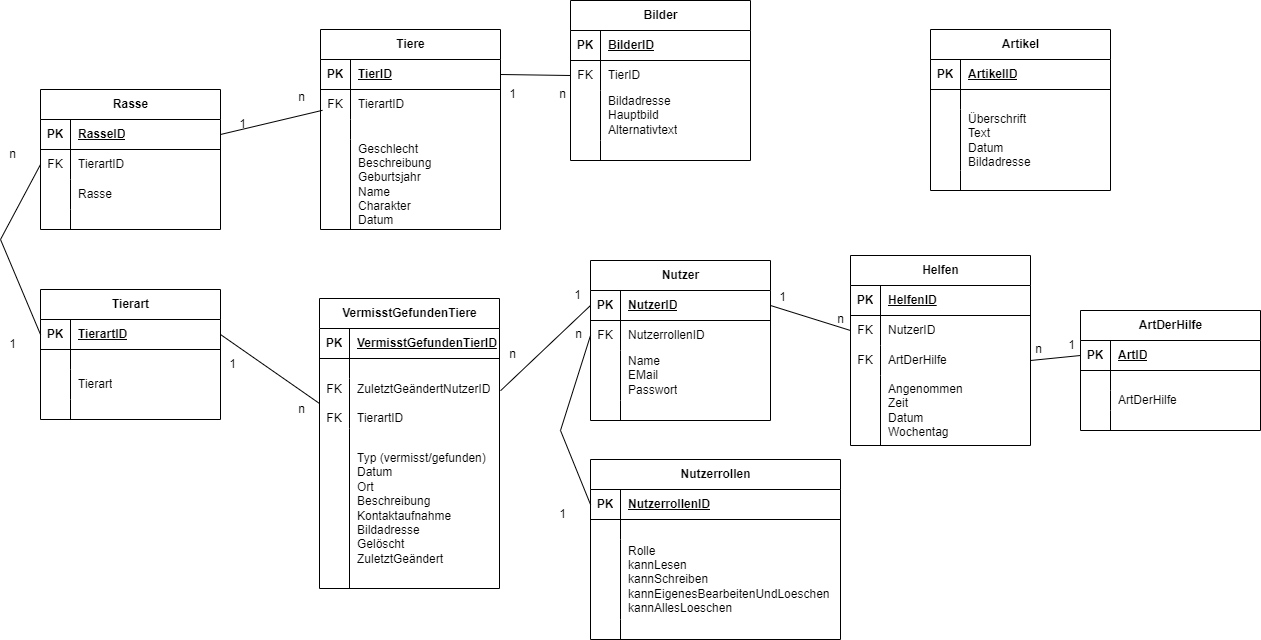 Bilder
PK BilderID
FK TierID
Bildadresse
Hauptbild
Alternativtext
Tiere
PK TierID
FK TierartID
Geschlecht
Beschreibung
Geburtsjahr
Name
Charakter
Datum
1
n
Artikel
PK ArtikelID
Überschrift
Text
Datum
Bildadresse
Rasse
PK RasseID
FK TierartID
Rasse
n
1
n
1
Tierart
PK TierartID
Tierart
1
n
VermisstGefundenTiere
PK VermisstGefundenTierID
FK ZuletztGeändertNutzerID
FK TierartID
Typ (vermisst/gefunden)
Datum
Ort
Beschreibung
Kontaktaufnahme
Bildadresse
Gelöscht
ZuletztGeändert
n
1
Nutzer
PK NutzerID
FK NutzerrollenID
Name
EMail
Passwort
n
1
1
n
Helfen
PK HelfenID
FK NutzerID
FK ArtDerHilfe
Angenommen
Zeit
Datum
Wochentag
n
1
ArtDerHilfe
PK ArtID
ArtDerHilfe
Nutzerrollen
PK NutzerrollenID
Rolle
kannLesen
kannSchreiben
kannEigenesBearbeitenUndLoeschen
kannAllesLoeschen